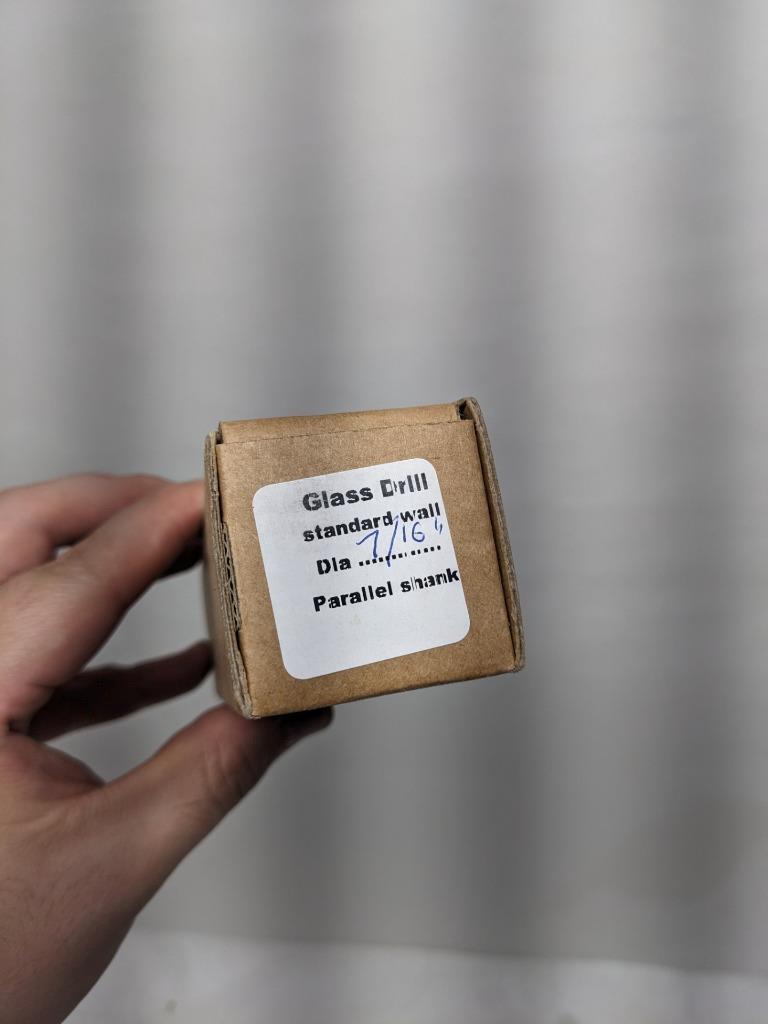 Glass Drill
standard wall
Dia ............ 7/16"
Parallel shank